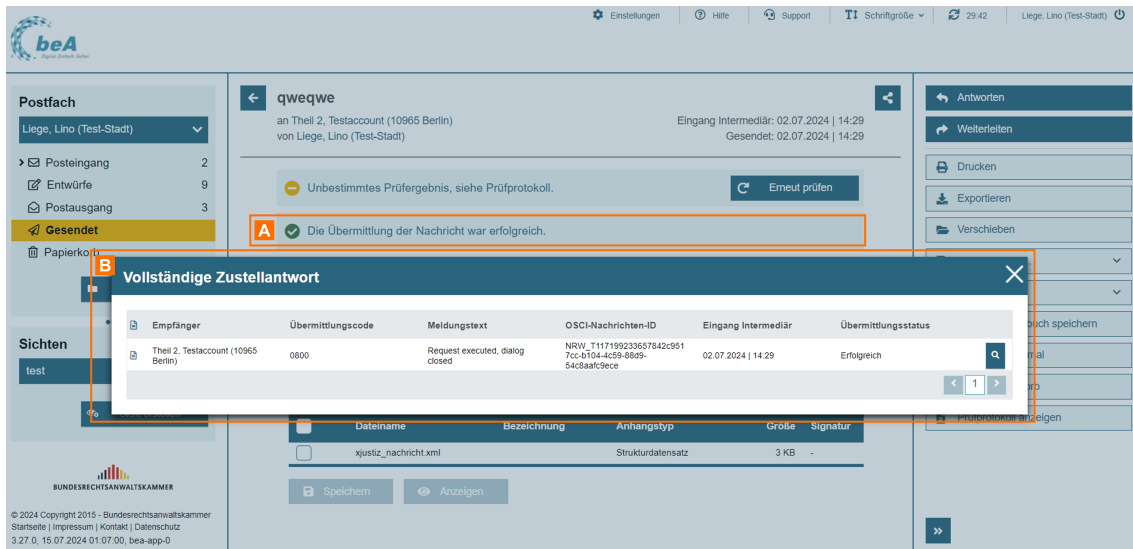 Einstellungen
Hilfe
Support
Schriftgröße
29:42
Liege, Lino (Test-Stadt)
beA
Digital. Einfach. Sicher.
Postfach
Liege, Lino (Test-Stadt)
Posteingang 2
Entwürfe 9
Postausgang 3
Gesendet
Papierkorb
Sichten
test
BUNDESRECHTSANWALTSKAMMER
© 2024 Copyright 2015 - Bundesrechtsanwaltskammer
Startseite | Impressum | Kontakt | Datenschutz
3.27.0, 15.07.2024 01:07:00, bea-app-0
qweqwe
an Theil 2, Testaccount (10965 Berlin)
von Liege, Lino (Test-Stadt)
Eingang Intermediär: 02.07.2024 | 14:29
Gesendet: 02.07.2024 | 14:29
Unbestimmtes Prüfergebnis, siehe Prüfprotokoll.
Erneut prüfen
A
Die Übermittlung der Nachricht war erfolgreich.
B
Vollständige Zustellantwort
Empfänger Übermittlungscode Meldungstext OSCI-Nachrichten-ID Eingang Intermediär Übermittlungsstatus
Theil 2, Testaccount (10965
Berlin)
0800
Request executed, dialog
closed
NRW_T117199233657842c951
7cc-b104-4c59-88d9-
54c8aafc9ece
02.07.2024 | 14:29
Erfolgreich
1
Dateiname Bezeichnung Anhangstyp Größe Signatur
xjustiz_nachricht.xml Strukturdatensatz 3 KB -
Speichern
Anzeigen
Antworten
Weiterleiten
Drucken
Exportieren
Verschieben
buch speichern
Prüfprotokoll anzeigen